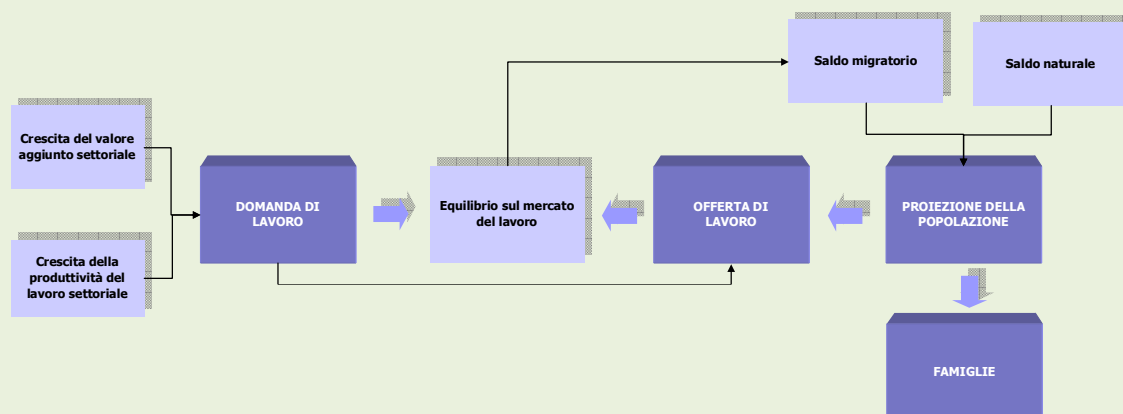 Saldo migratorio
Saldo naturale
Crescita del valore
aggiunto settoriale
DOMANDA DI
LAVORO
Equilibrio sul mercato
del lavoro
OFFERTA DI
LAVORO
PROIEZIONE DELLA
POPOLAZIONE
Crescita della
produttività del
lavoro settoriale
FAMIGLIE